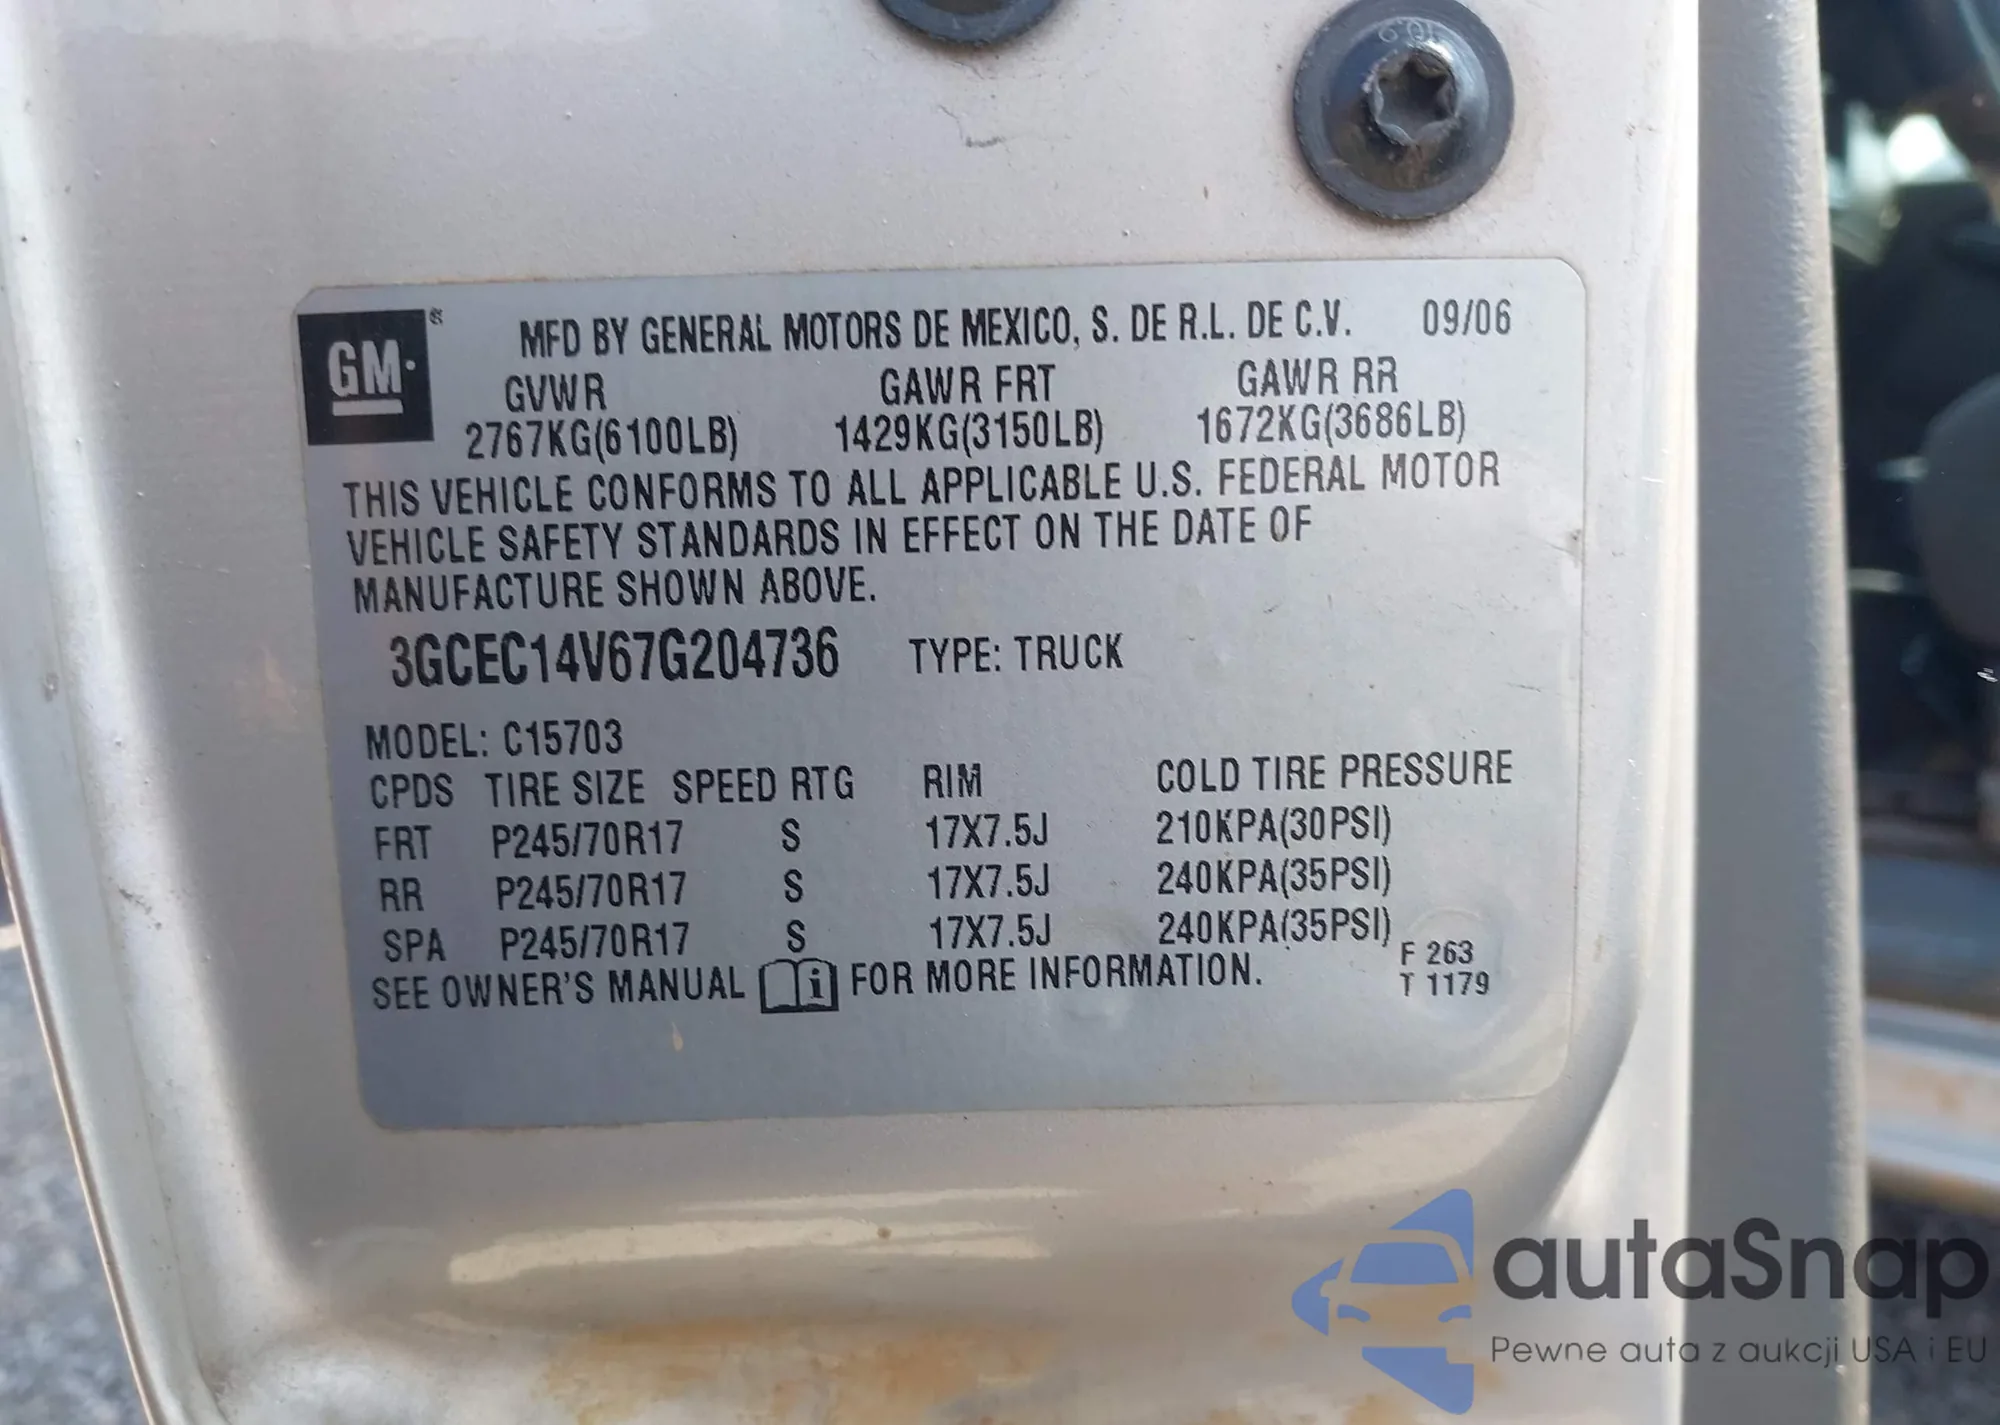 60L
GM ®
MFD BY GENERAL MOTORS DE MEXICO, S. DE R.L. DE C.V. 09/06
GVWR GAWR FRT GAWR RR
2767KG(6100LB) 1429KG(3150LB) 1672KG(3686LB)
THIS VEHICLE CONFORMS TO ALL APPLICABLE U.S. FEDERAL MOTOR
VEHICLE SAFETY STANDARDS IN EFFECT ON THE DATE OF
MANUFACTURE SHOWN ABOVE.
3GCEC14V67G204736 TYPE: TRUCK
MODEL: C15703
CPDS TIRE SIZE SPEED RTG RIM COLD TIRE PRESSURE
FRT P245/70R17 S 17X7.5J 210KPA(30PSI)
RR P245/70R17 S 17X7.5J 240KPA(35PSI)
SPA P245/70R17 S 17X7.5J 240KPA(35PSI)
SEE OWNER'S MANUAL i FOR MORE INFORMATION.
F 263
T 1179
autaSnap
Pewne auta z aukcji USA i EU